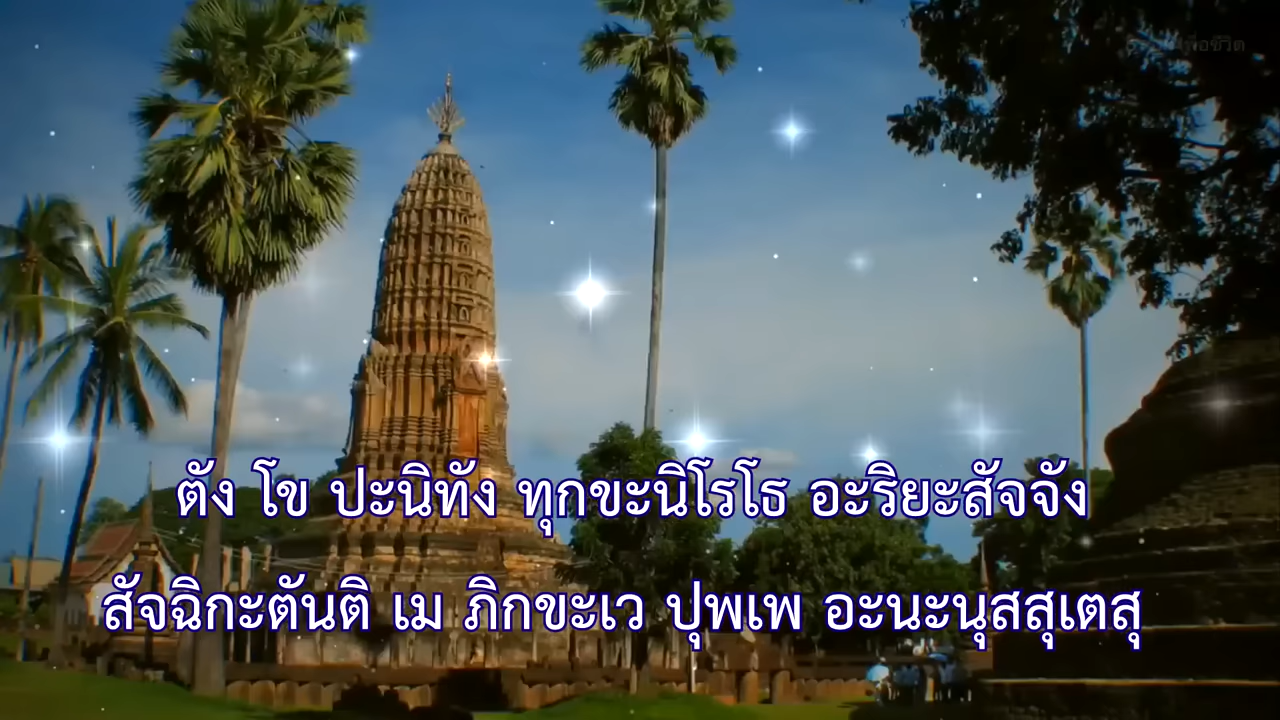 ตัง โข ปะนิทัง ทุกขะนิโรโธ อะริยะสัจจัง
สัจฉิกะตันติ เม ภิกขะเว ปุพเพ อะนะนุสสุเตสุ